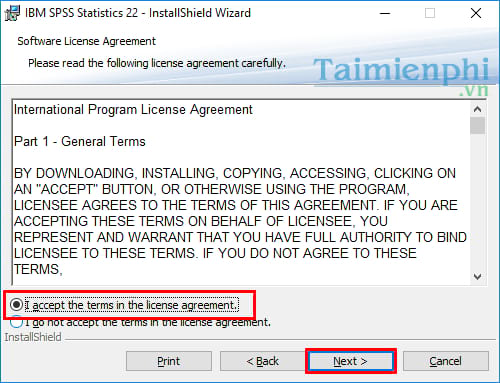 IBM SPSS Statistics 22 - InstallShield Wizard
Software License Agreement
Please read the following license agreement carefully.
Taimienphi
.vn
International Program License Agreement
Part 1 - General Terms
BY DOWNLOADING, INSTALLING, COPYING, ACCESSING, CLICKING ON
AN "ACCEPT" BUTTON, OR OTHERWISE USING THE PROGRAM,
LICENSEE AGREES TO THE TERMS OF THIS AGREEMENT. IF YOU ARE
ACCEPTING THESE TERMS ON BEHALF OF LICENSEE, YOU
REPRESENT AND WARRANT THAT YOU HAVE FULL AUTHORITY TO BIND
LICENSEE TO THESE TERMS. IF YOU DO NOT AGREE TO THESE
TERMS,
I accept the terms in the license agreement.
I do not accept the terms in the license agreement.
InstallShield
Print < Back Next > Cancel